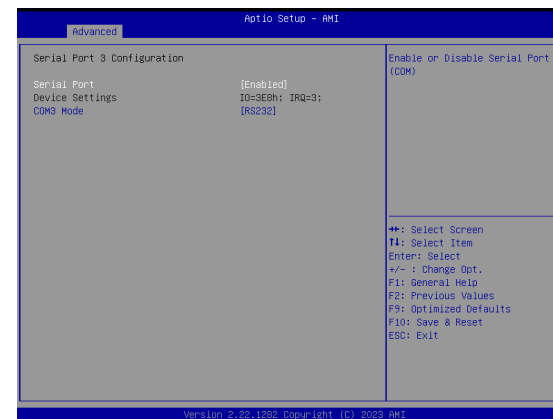 Aptio Setup - AMI
Advanced
Serial Port 3 Configuration
Serial Port [Enabled]
Device Settings IO=3E8h; IRQ=3;
COM3 Mode [RS232]
Enable or Disable Serial Port
(COM)
→←: Select Screen
↑↓: Select Item
Enter: Select
+/- : Change Opt.
F1: General Help
F2: Previous Values
F9: Optimized Defaults
F10: Save & Reset
ESC: Exit
Version 2.22.1282 Copyright (C) 2023 AMI